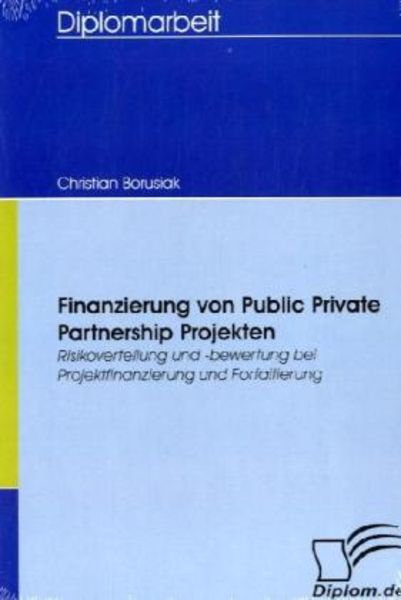 Diplomarbeit
Christian Borusiak
Finanzierung von Public Private
Partnership Projekten
Risikoverteilung und -bewertung bei
Projektfinanzierung und Forfaitierung
Diplom.de